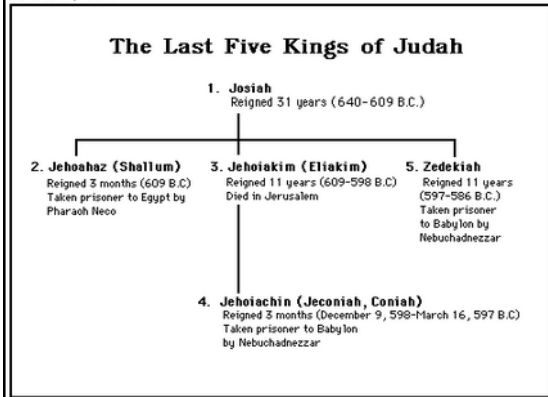 The Last Five Kings of Judah
1. Josiah
Reigned 31 years (640-609 B.C.)
2. Jehoahaz (Shallum)
Reigned 3 months (609 B.C)
Taken prisoner to Egypt by
Pharaoh Neco
3. Jehoiakim (Eliakim)
Reigned 11 years (609-598 B.C)
Died in Jerusalem
5. Zedekiah
Reigned 11 years
(597-586 B.C.)
Taken prisoner
to Babylon by
Nebuchadnezzar
4. Jehoiachin (Jeconiah, Coniah)
Reigned 3 months (December 9, 598-March 16, 597 B.C)
Taken prisoner to Babylon
by Nebuchadnezzar